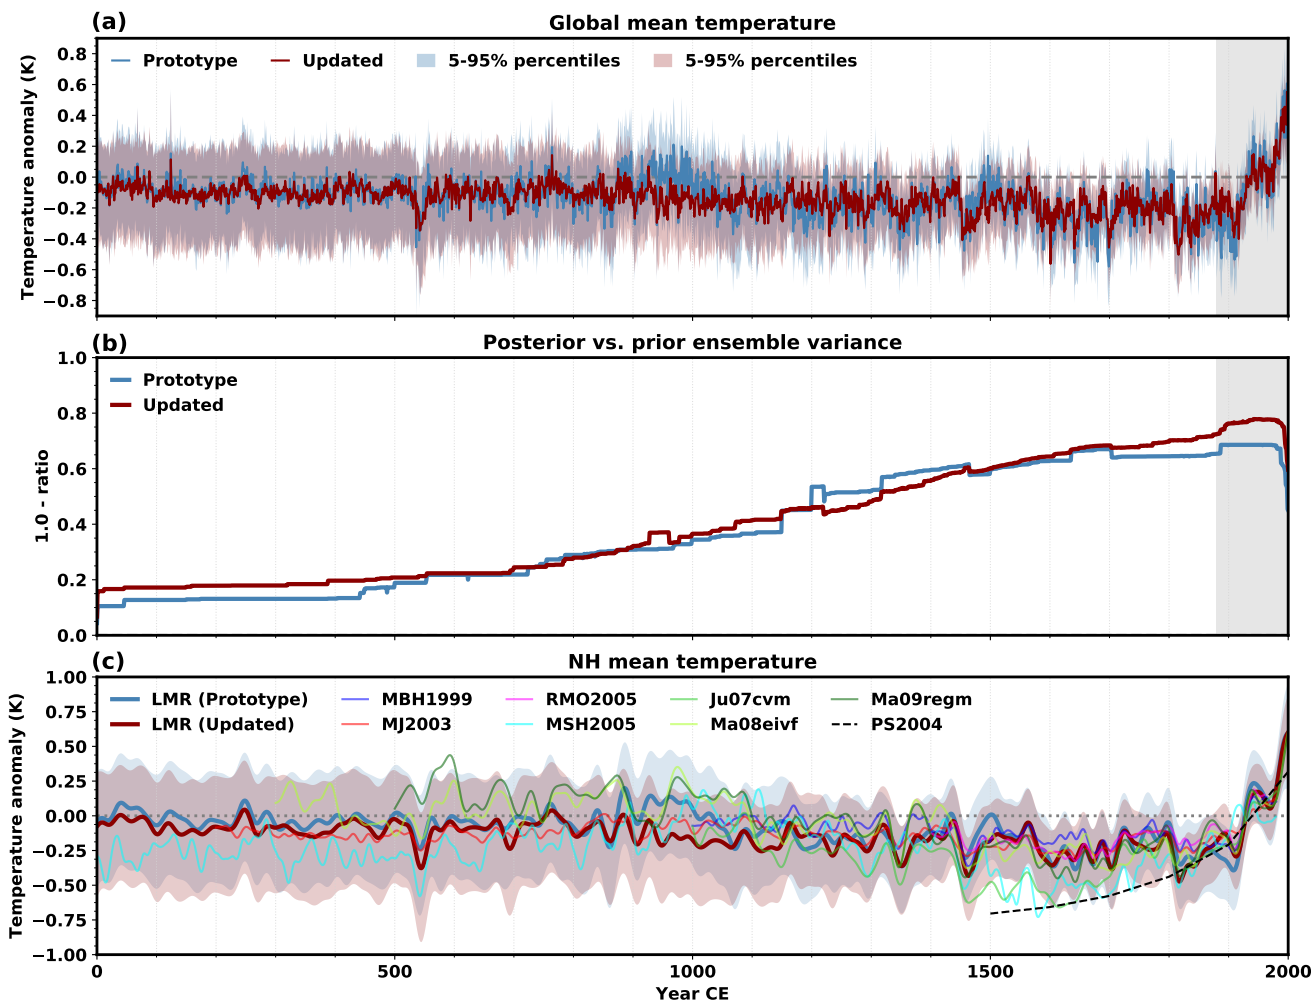 (a)
Global mean temperature
Temperature anomaly (K)
0.8
0.6
0.4
0.2
0.0
−0.2
−0.4
−0.6
−0.8
Prototype
Updated
5-95% percentiles
5-95% percentiles
(b)
Posterior vs. prior ensemble variance
1.0 - ratio
1.0
0.8
0.6
0.4
0.2
0.0
Prototype
Updated
(c)
NH mean temperature
Temperature anomaly (K)
1.00
0.75
0.50
0.25
0.00
−0.25
−0.50
−0.75
−1.00
LMR (Prototype)
LMR (Updated)
MBH1999
MJ2003
RMO2005
MSH2005
Ju07cvm
Ma08eivf
Ma09regm
PS2004
0
500
1000
1500
2000
Year CE